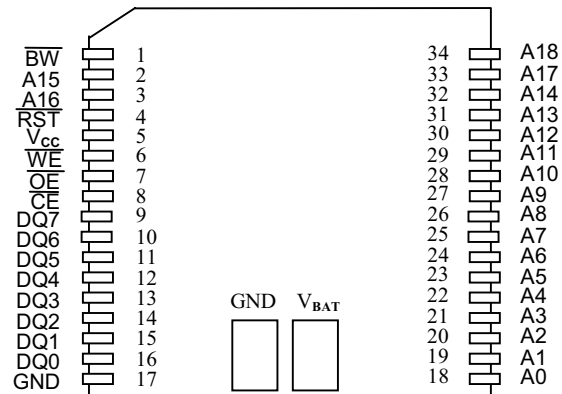 BW 1 34 A18
A15 2 33 A17
A16 3 32 A14
RST 4 31 A13
Vcc 5 30 A12
WE 6 29 A11
OE 7 28 A10
CE 8 27 A9
DQ7 9 26 A8
DQ6 10 25 A7
DQ5 11 24 A6
DQ4 12 23 A5
DQ3 13 22 A4
DQ2 14 21 A3
DQ1 15 20 A2
DQ0 16 19 A1
GND 17 18 A0
GND VBAT